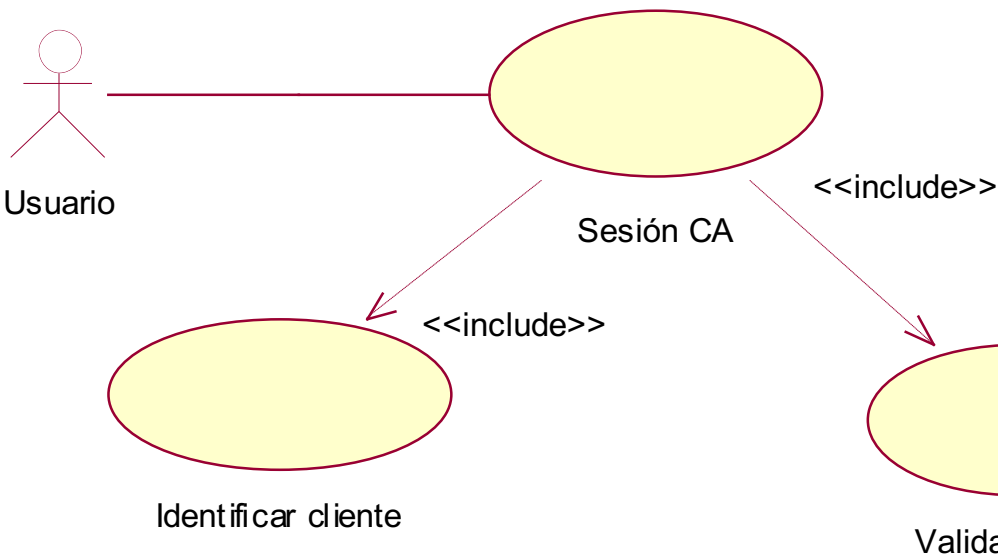 <<include>>
Usuario
Sesión CA
<<include>>
Identificar cliente